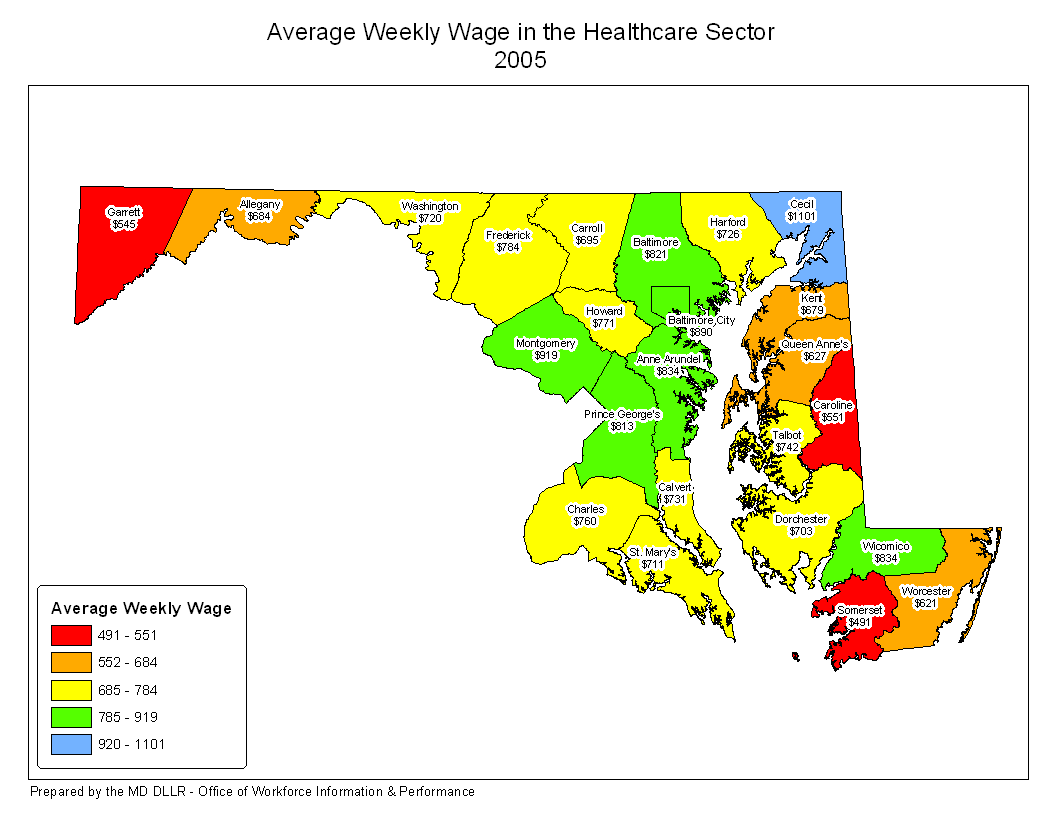 Average Weekly Wage in the Healthcare Sector
2005
Garrett
$545
Allegany
$684
Washington
$720
Frederick
$784
Carroll
$695
Baltimore
$821
Harford
$726
Cecil
$1101
Howard
$771
Baltimore City
$890
Kent
$679
Montgomery
$919
Anne Arundel
$834
Queen Anne's
$627
Prince George's
$813
Caroline
$551
Talbot
$742
Calvert
$731
Charles
$760
Dorchester
$703
St. Mary's
$711
Wicomico
$834
Worcester
$621
Somerset
$491
Average Weekly Wage
491 - 551
552 - 684
685 - 784
785 - 919
920 - 1101
Prepared by the MD DLLR - Office of Workforce Information & Performance